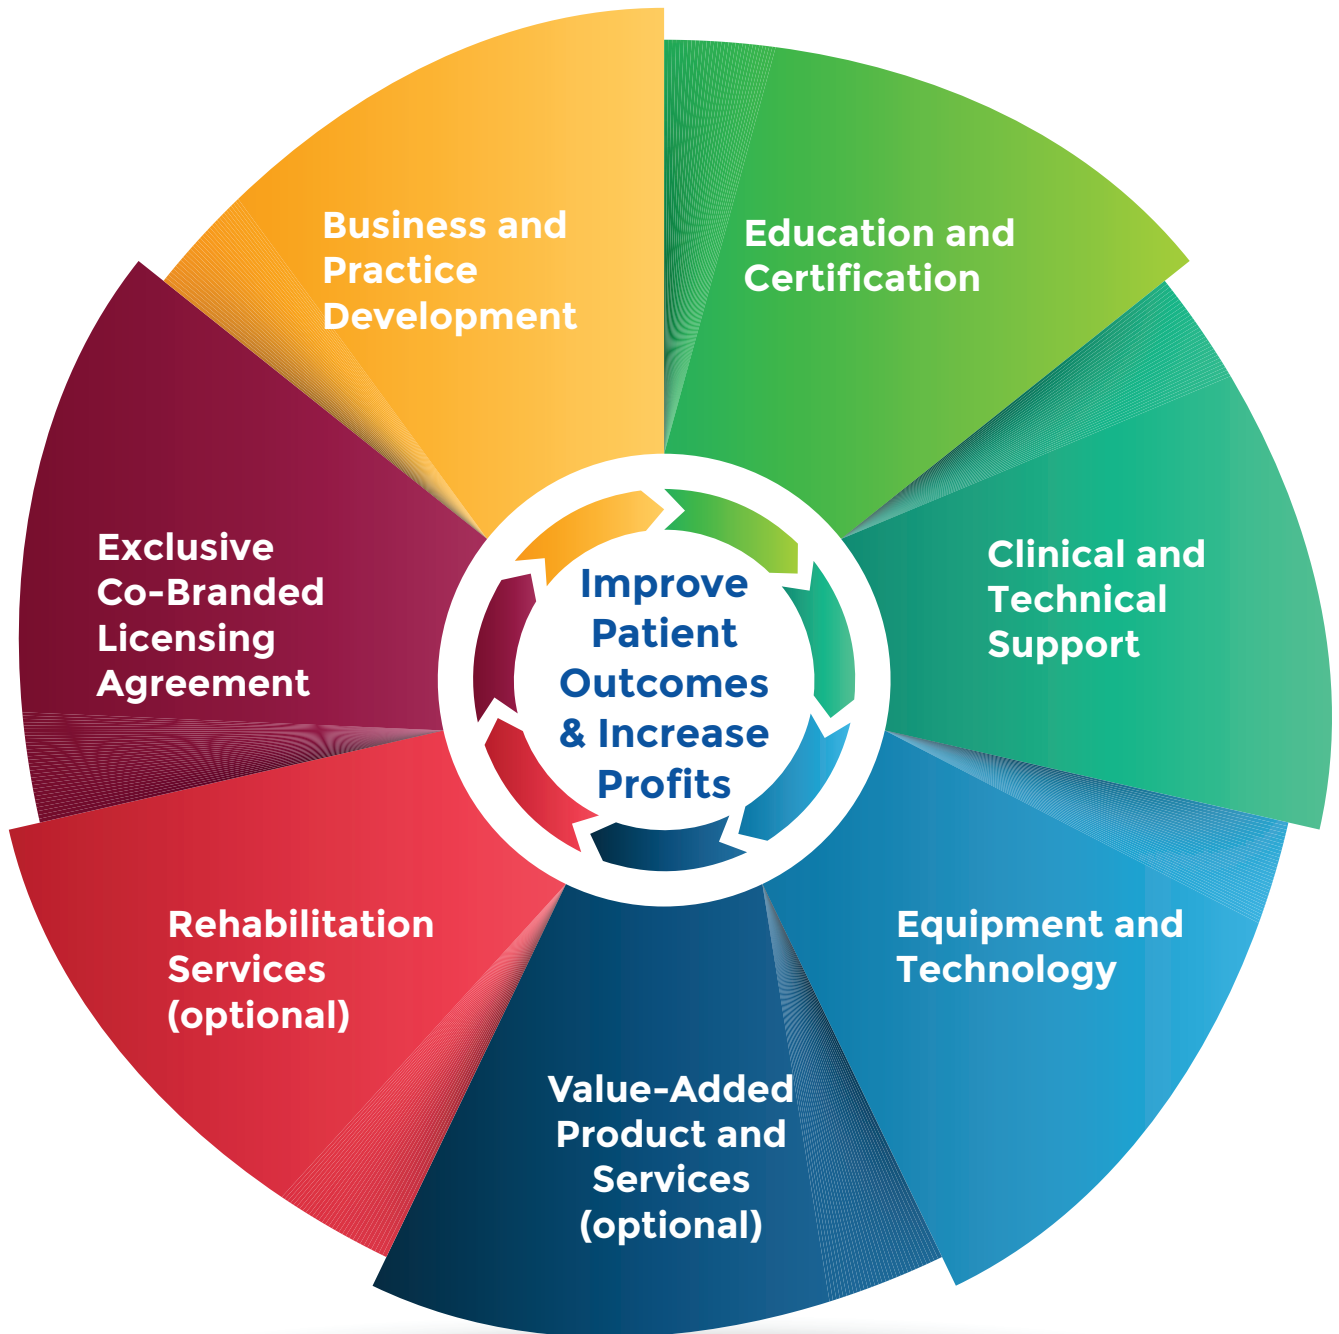 Business and
Practice
Development
Education and
Certification
Clinical and
Technical
Support
Equipment and
Technology
Value-Added
Product and
Services
(optional)
Rehabilitation
Services
(optional)
Exclusive
Co-Branded
Licensing
Agreement
Improve
Patient
Outcomes
& Increase
Profits